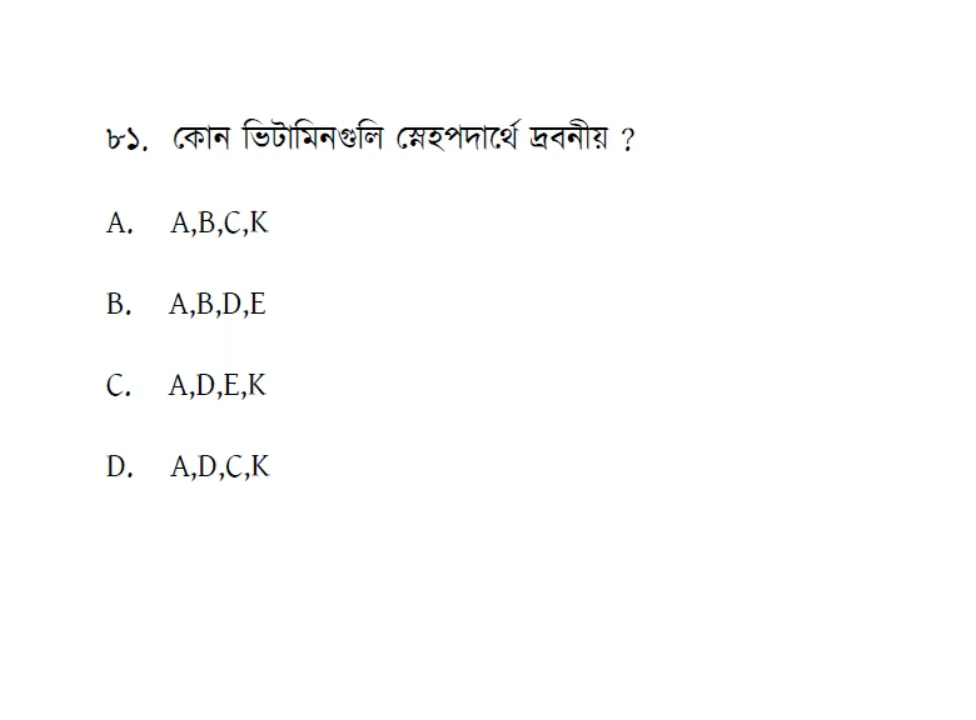 ৮১. কোন ভিটামিনগুলি স্নেহপদার্থে দ্রবনীয় ?
A. A,B,C,K
B. A,B,D,E
C. A,D,E,K
D. A,D,C,K